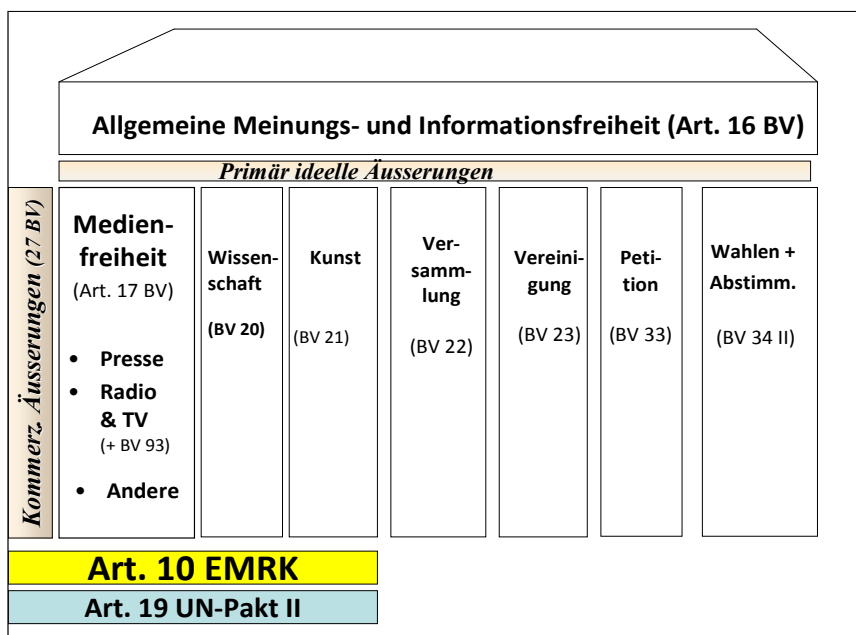 Allgemeine Meinungs- und Informationsfreiheit (Art. 16 BV)
Primär ideelle Äusserungen
Kommerz. Äusserungen (27 BV)
Medien-
freiheit
(Art. 17 BV)
• Presse
• Radio
& TV
(+ BV 93)
• Andere
Wissen-
schaft
(BV 20)
Kunst
(BV 21)
Ver-
samm-
lung
(BV 22)
Vereini-
gung
(BV 23)
Peti-
tion
(BV 33)
Wahlen +
Abstimm.
(BV 34 II)
Art. 10 EMRK
Art. 19 UN-Pakt II